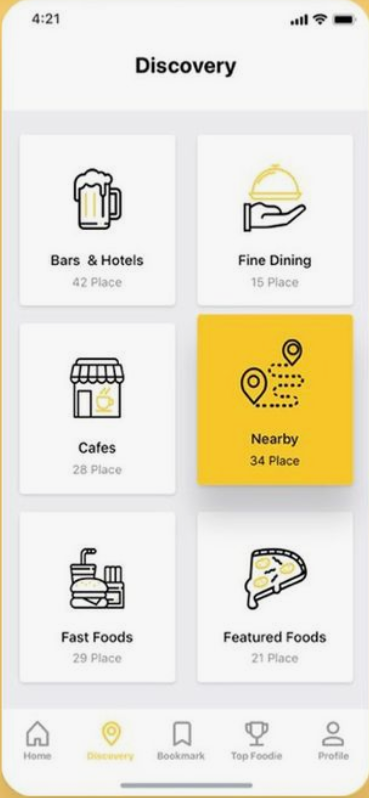 4:21
Discovery
Bars & Hotels
42 Place
Fine Dining
15 Place
Cafes
28 Place
Nearby
34 Place
Fast Foods
29 Place
Featured Foods
21 Place
Home
Discovery
Bookmark
Top Foodie
Profile